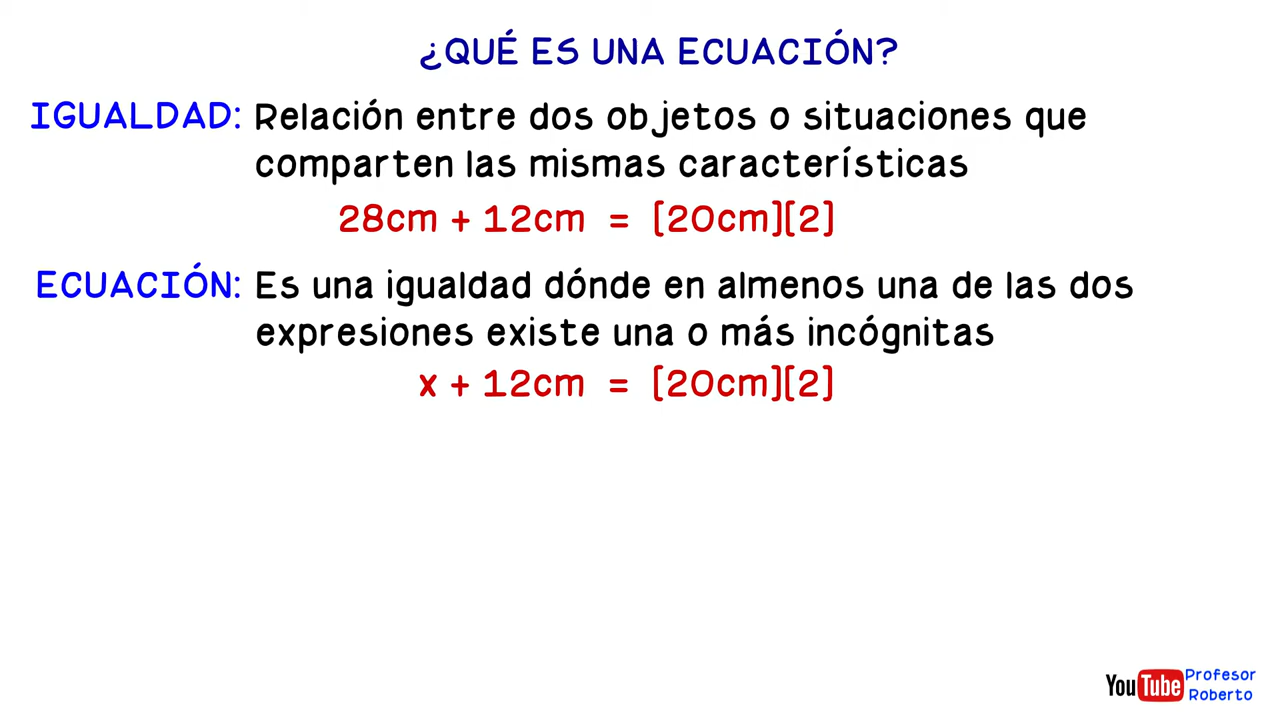 ¿QUÉ ES UNA ECUACIÓN?
IGUALDAD: Relación entre dos objetos o situaciones que
comparten las mismas características
28cm + 12cm = [20cm][2]
ECUACIÓN: Es una igualdad dónde en almenos una de las dos
expresiones existe una o más incógnitas
x + 12cm = [20cm][2]
YouTube Profesor
Roberto